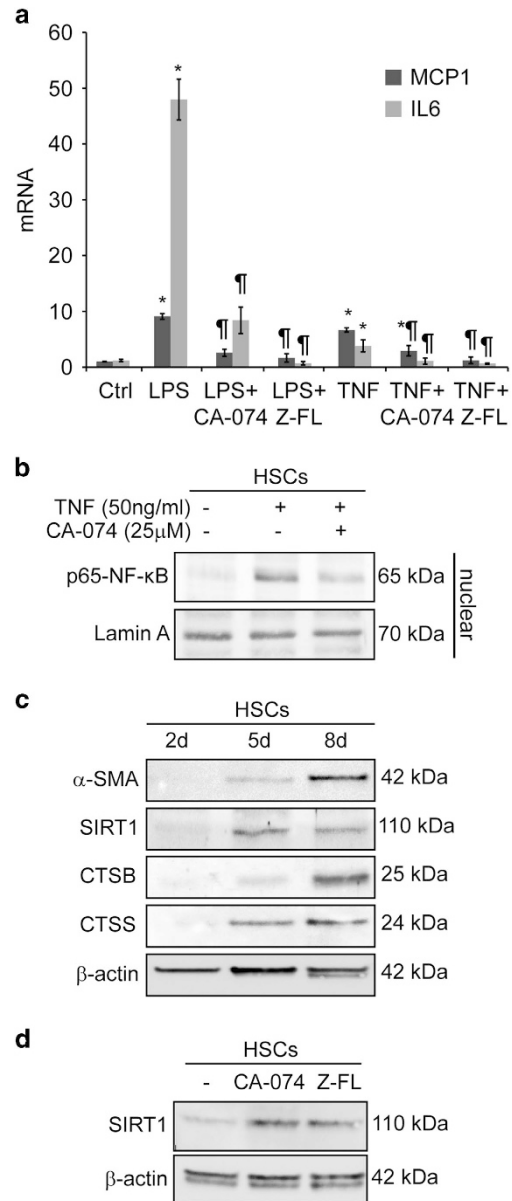 a
60
50
40
30
20
10
0
mRNA
MCP1
IL6
*
*
¶
¶
¶
¶
*
*
*¶
¶
¶
¶
Ctrl LPS LPS+ LPS+ TNF TNF+ TNF+
CA-074 Z-FL CA-074 Z-FL
b
HSCs
TNF (50ng/ml) - + +
CA-074 (25µM) - - +
p65-NF-κB 65 kDa
Lamin A 70 kDa
nuclear
c
HSCs
2d 5d 8d
α-SMA 42 kDa
SIRT1 110 kDa
CTSB 25 kDa
CTSS 24 kDa
β-actin 42 kDa
d
HSCs
- CA-074 Z-FL
SIRT1 110 kDa
β-actin 42 kDa